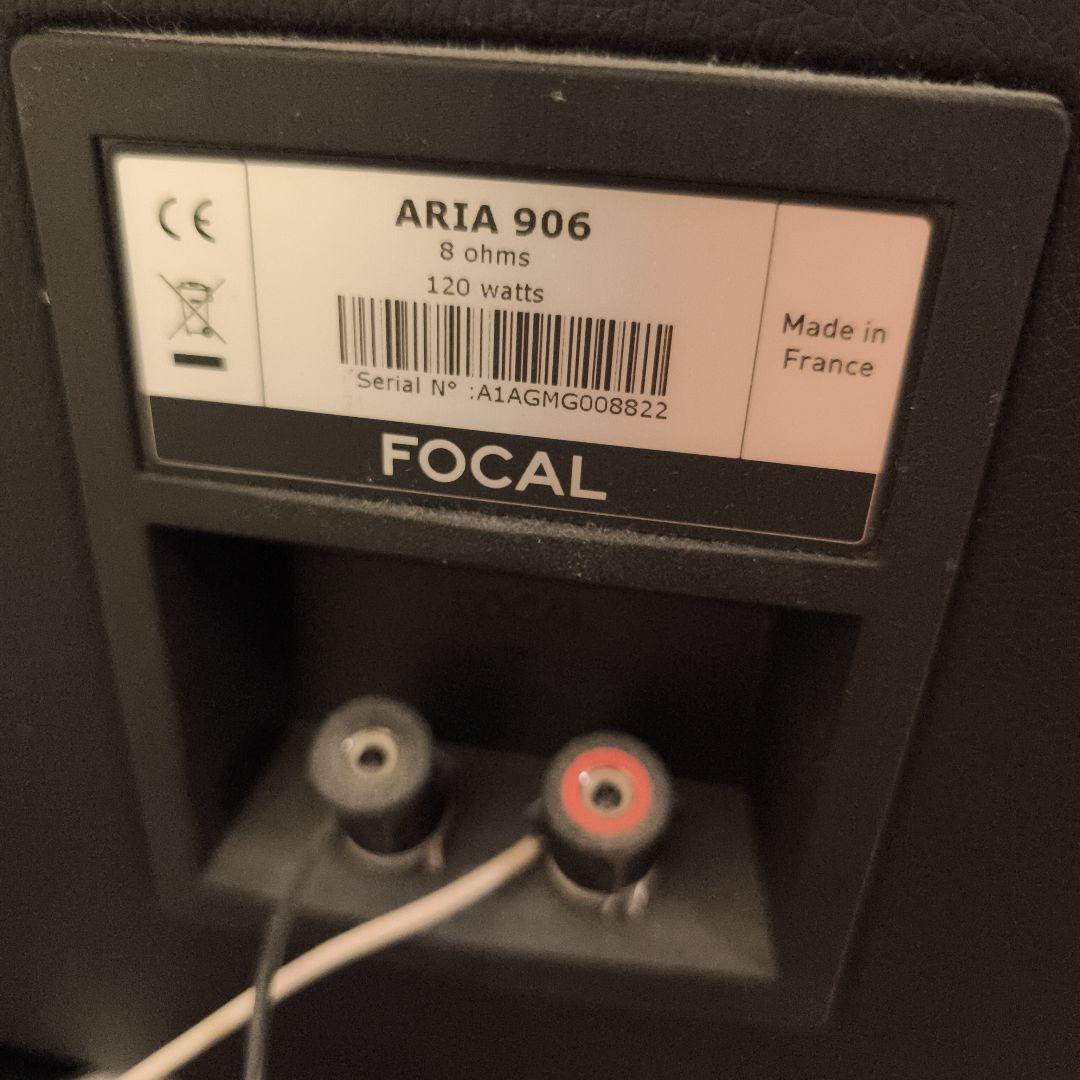 CE
ARIA 906
8 ohms
120 watts
Serial N° :A1AGMG008822
Made in
France
FOCAL